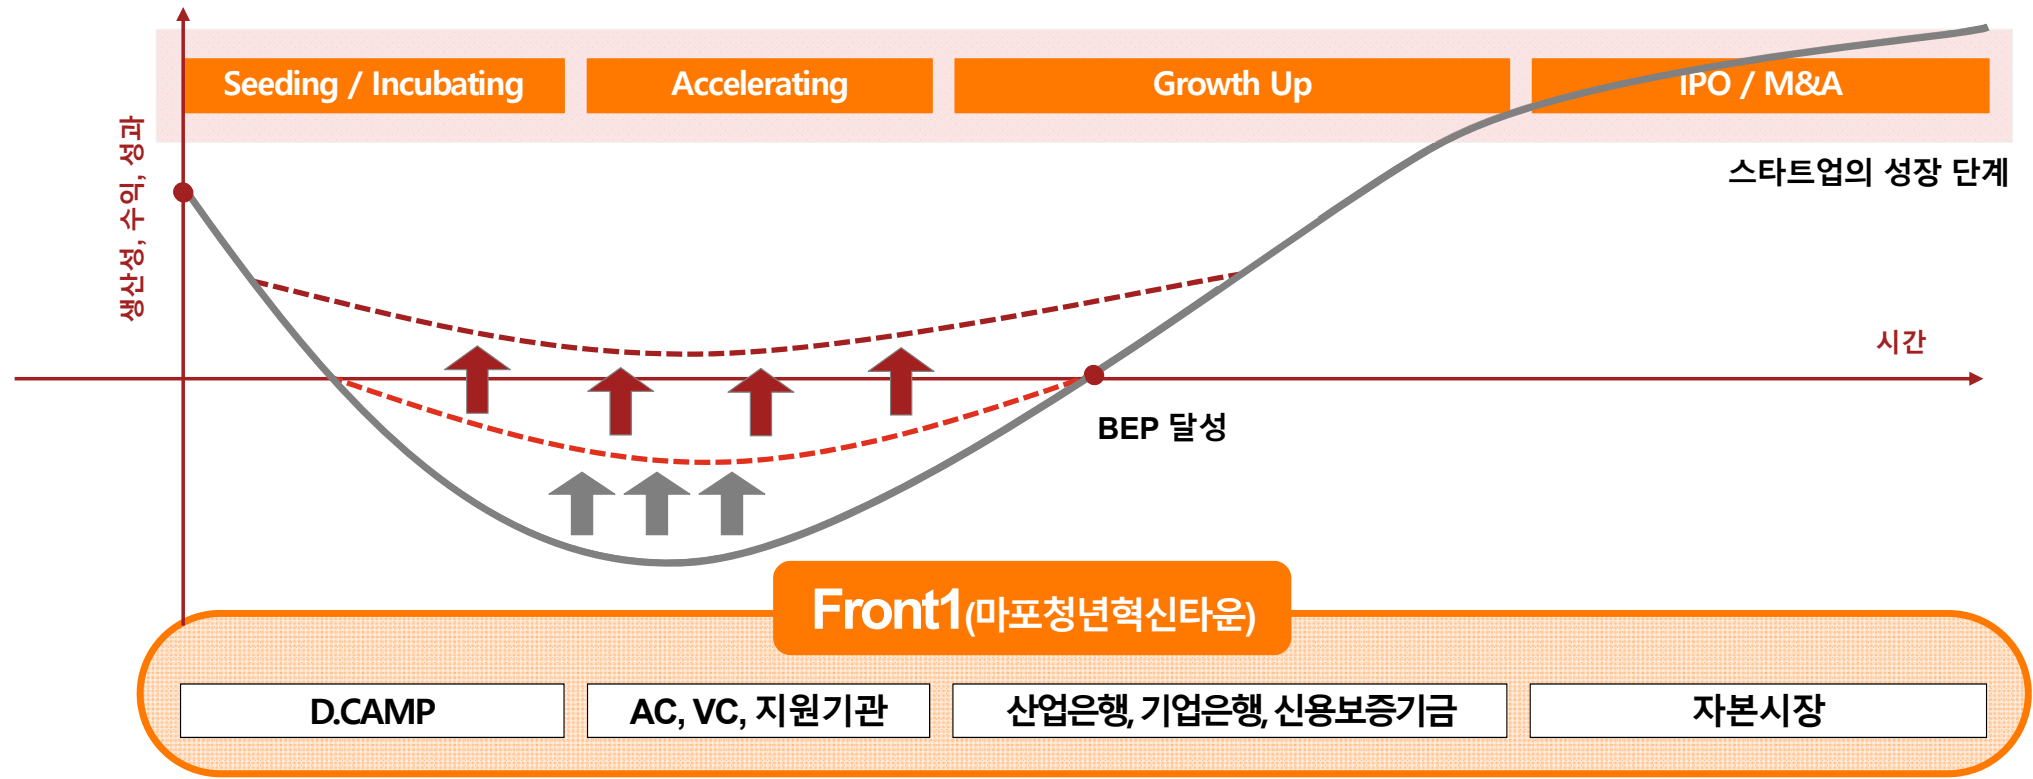 Seeding / Incubating
Accelerating
Growth Up
IPO / M&A
생산성, 수익, 성과
스타트업의 성장 단계
시간
BEP 달성
Front1(마포청년혁신타운)
D.CAMP
AC, VC, 지원기관
산업은행, 기업은행, 신용보증기금
자본시장